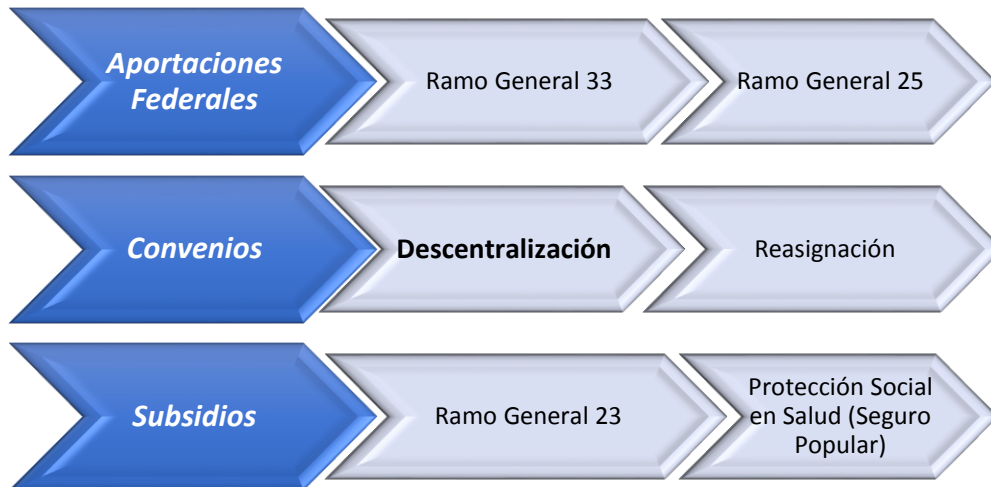 Aportaciones
Federales
Ramo General 33
Ramo General 25
Convenios
Descentralización
Reasignación
Subsidios
Ramo General 23
Protección Social
en Salud (Seguro
Popular)